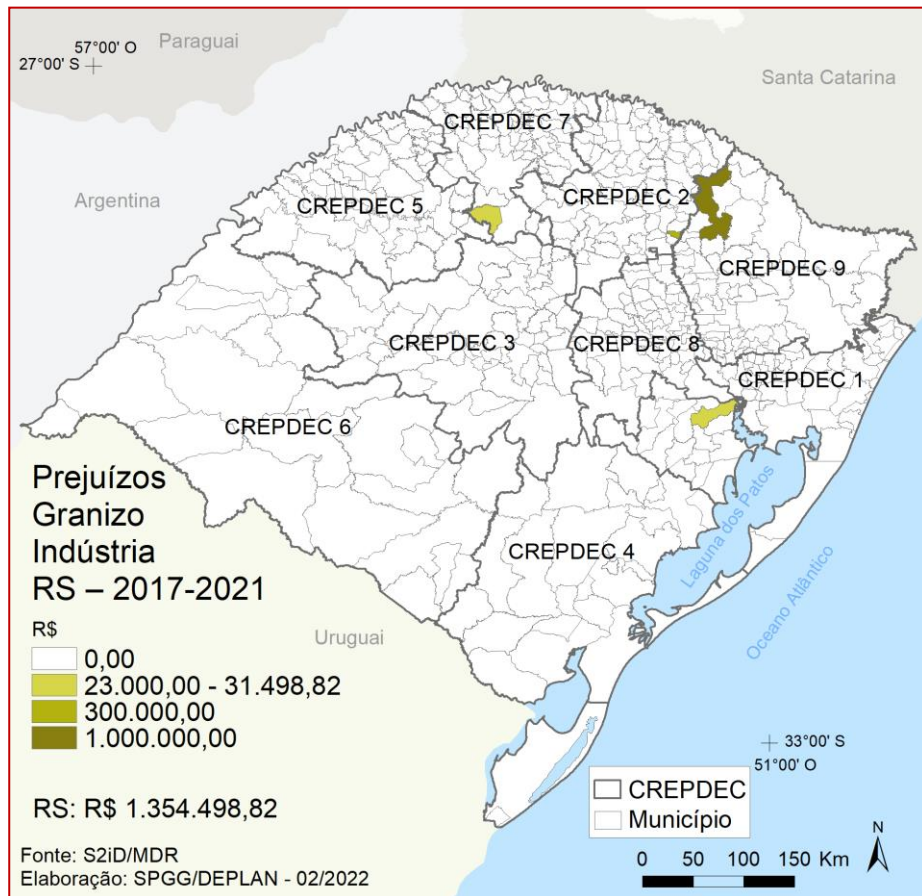 Paraguai
57°00' O
27°00' S
Santa Catarina
Argentina
CREPDEC 7
CREPDEC 2
CREPDEC 5
CREPDEC 9
CREPDEC 3
CREPDEC 8
CREPDEC 1
CREPDEC 6
CREPDEC 4
Laguna dos Patos
Oceano Atlântico
Uruguai
Prejuízos
Granizo
Indústria
RS – 2017-2021
R$
0,00
23.000,00 - 31.498,82
300.000,00
1.000.000,00
RS: R$ 1.354.498,82
Fonte: S2iD/MDR
Elaboração: SPGG/DEPLAN - 02/2022
33°00' S
51°00' O
CREPDEC
Município
N
0 50 100 150 Km